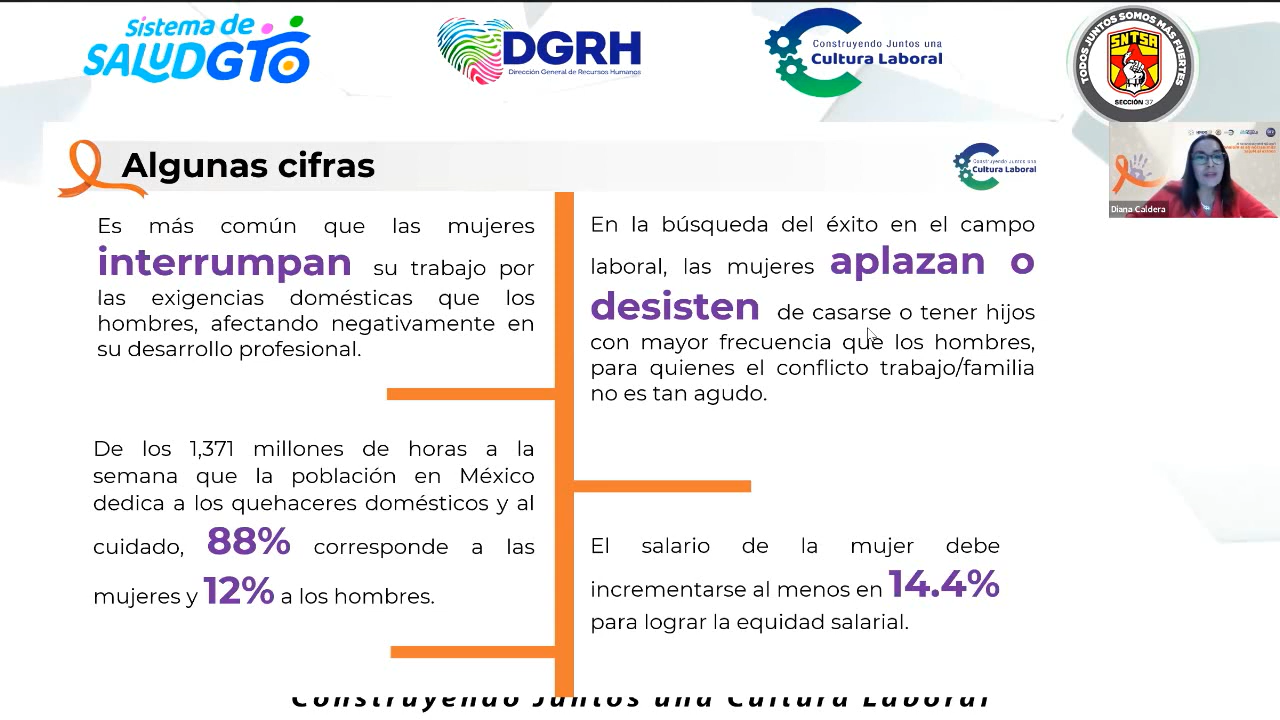 Sistema de
SALUDGTO
DGRH
Dirección General de Recursos Humanos
Construyendo Juntos una
Cultura Laboral
TODOS JUNTOS SOMOS MÁS FUERTES
SNTSA
SECCIÓN 37
Algunas cifras
Construyendo Juntos una
Cultura Laboral
Diana Caldera
Es más común que las mujeres
interrumpan su trabajo por
las exigencias domésticas que los
hombres, afectando negativamente en
su desarrollo profesional.
En la búsqueda del éxito en el campo
laboral, las mujeres aplazan o
desisten de casarse o tener hijos
con mayor frecuencia que los hombres,
para quienes el conflicto trabajo/familia
no es tan agudo.
De los 1,371 millones de horas a la
semana que la población en México
dedica a los quehaceres domésticos y al
cuidado, 88% corresponde a las
mujeres y 12% a los hombres.
El salario de la mujer debe
incrementarse al menos en 14.4%
para lograr la equidad salarial.
Construyendo Juntos una Cultura Laboral